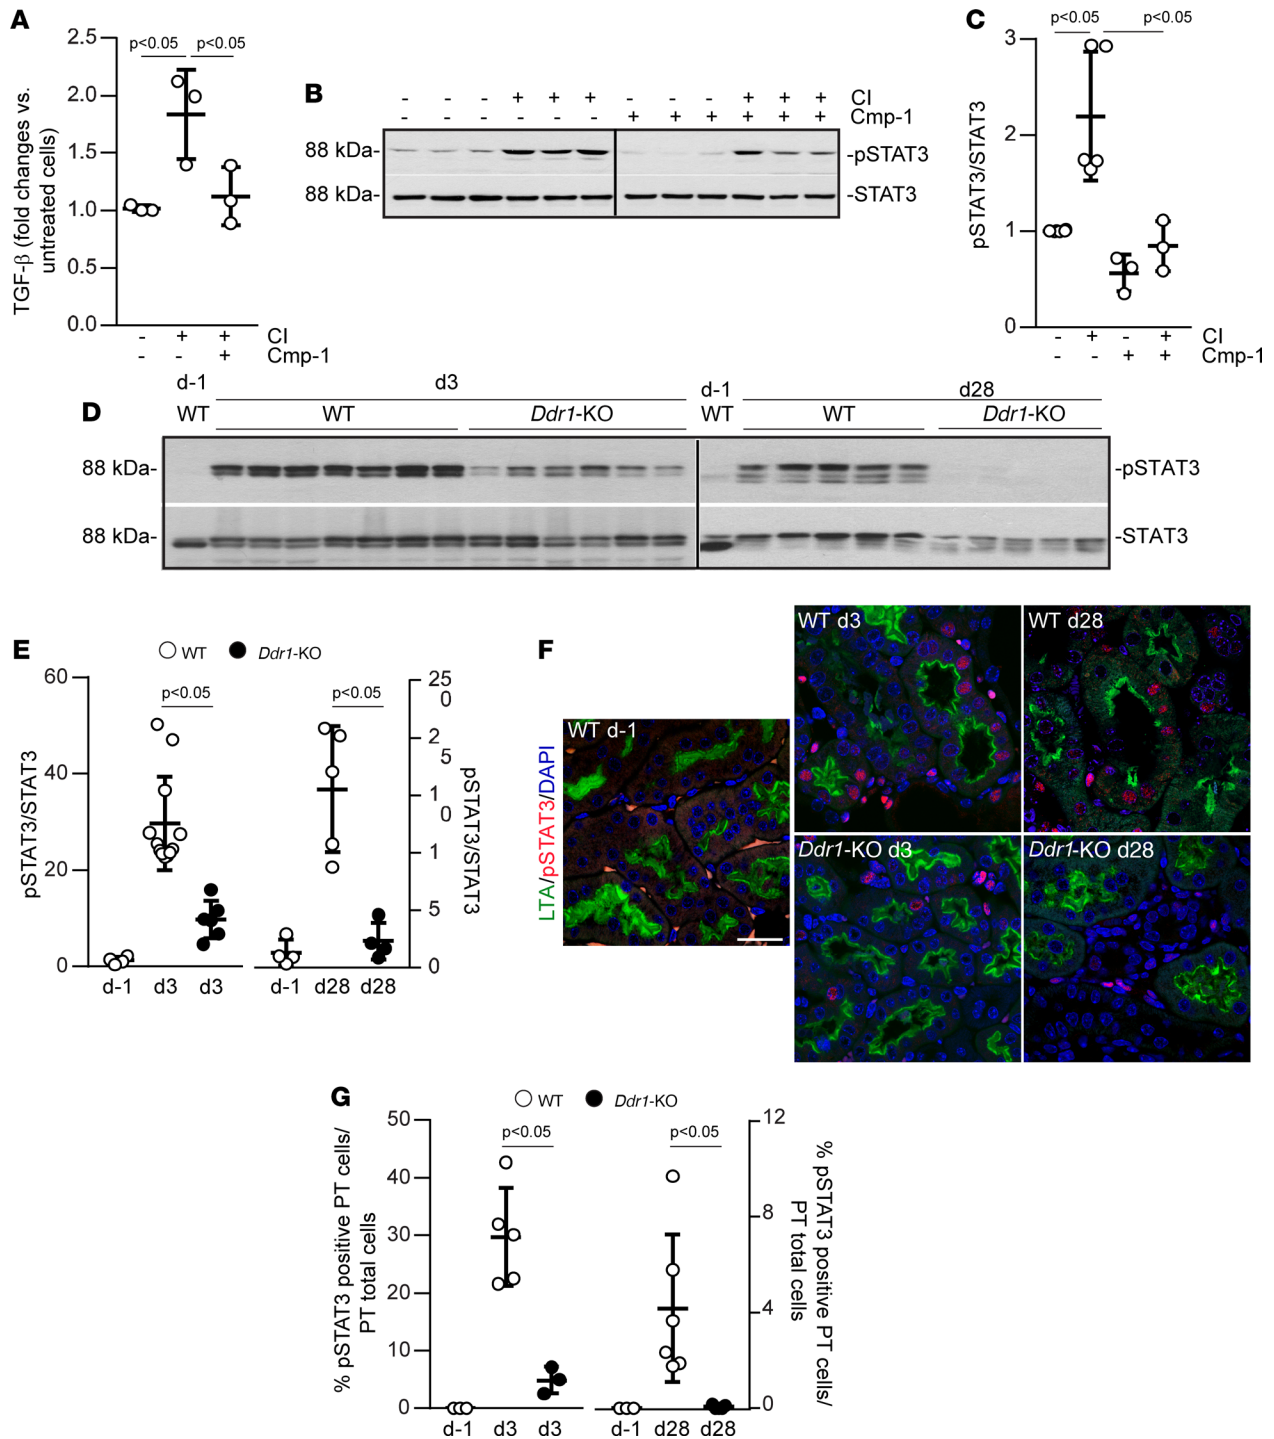 A
TGF-β (fold changes vs.
untreated cells)
2.5
2.0
1.5
1.0
0.5
0.0
p<0.05 p<0.05
- + + CI
- - + Cmp-1
B
- - - + + + - - - + + + CI
- - - - - - + + + + + + Cmp-1
88 kDa- -pSTAT3
88 kDa- -STAT3
C
pSTAT3/STAT3
3
2
1
0
p<0.05 p<0.05
- + - + CI
- - + + Cmp-1
D
d-1 d3 d-1 d28
WT WT Ddr1-KO WT WT Ddr1-KO
88 kDa- -pSTAT3
88 kDa- -STAT3
E
WT Ddr1-KO
pSTAT3/STAT3
60
40
20
0
p<0.05 p<0.05
25
0
2
5
1
0
1
5
0
pSTAT3/STAT3
d-1 d3 d3 d-1 d28 d28
F
LTA/pSTAT3/DAPI
WT d-1
WT d3
WT d28
Ddr1-KO d3
Ddr1-KO d28
G
WT Ddr1-KO
% pSTAT3 positive PT cells/
PT total cells
50
40
30
20
10
0
p<0.05 p<0.05
12
8
4
0
% pSTAT3 positive PT cells/
PT total cells
d-1 d3 d3 d-1 d28 d28